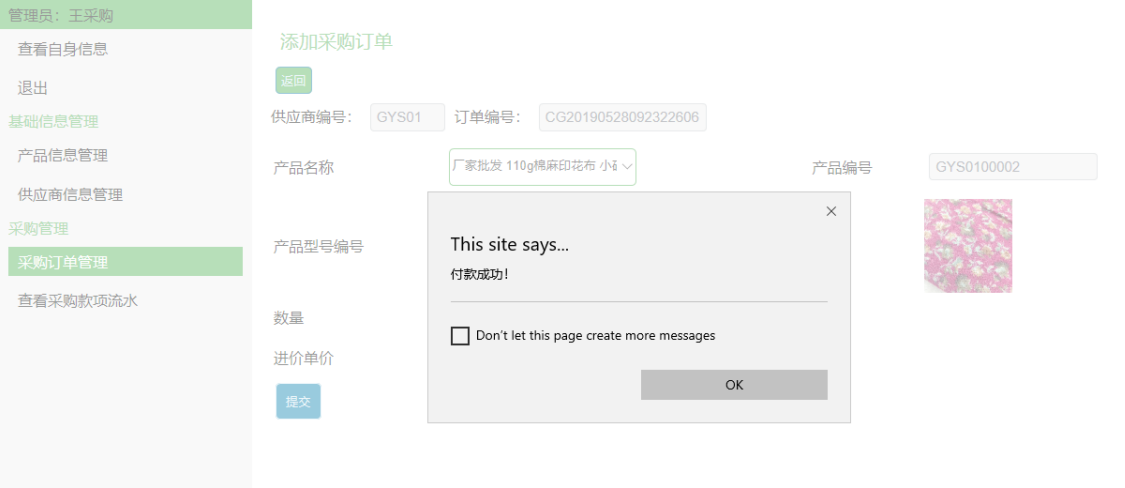 管理员：王采购
查看自身信息
退出
基础信息管理
产品信息管理
供应商信息管理
采购管理
采购订单管理
查看采购款项流水
添加采购订单
返回
供应商编号： GYS01 订单编号： CG20190528092322606
产品名称 厂家批发 110g棉麻印花布 小 产品编号 GYS0100002
产品型号编号
数量
进价单价
提交
This site says...
付款成功！
Don't let this page create more messages
OK